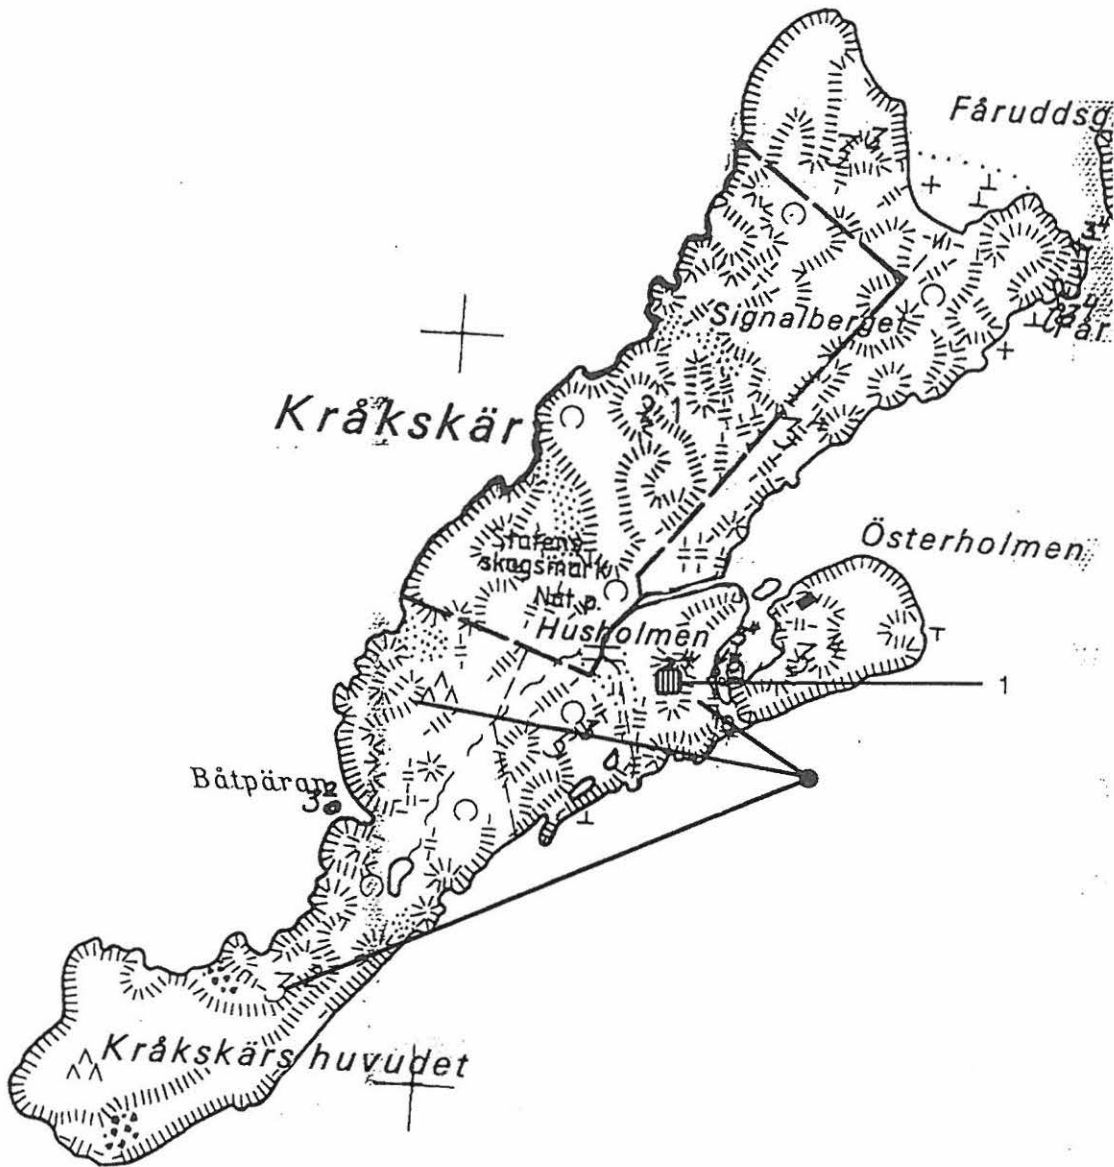 Fåruddsg
Signalberget
Kråkskär
Österholmen
Statens
skogsmark
Nat.p.
Husholmen
1
Båtpäran
Kråkskärs huvudet